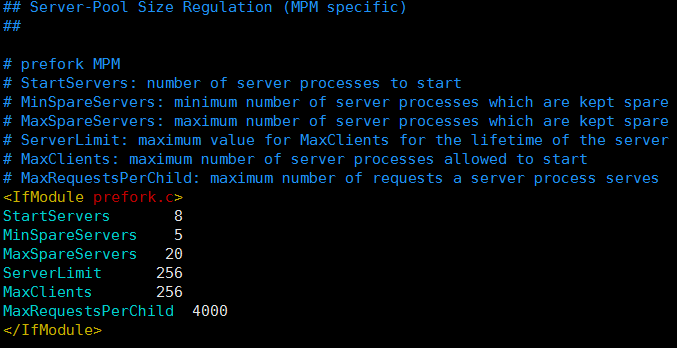 ## Server-Pool Size Regulation (MPM specific)
##
# prefork MPM
# StartServers: number of server processes to start
# MinSpareServers: minimum number of server processes which are kept spare
# MaxSpareServers: maximum number of server processes which are kept spare
# ServerLimit: maximum value for MaxClients for the lifetime of the server
# MaxClients: maximum number of server processes allowed to start
# MaxRequestsPerChild: maximum number of requests a server process serves
<IfModule prefork.c>
StartServers       8
MinSpareServers    5
MaxSpareServers   20
ServerLimit      256
MaxClients       256
MaxRequestsPerChild  4000
</IfModule>